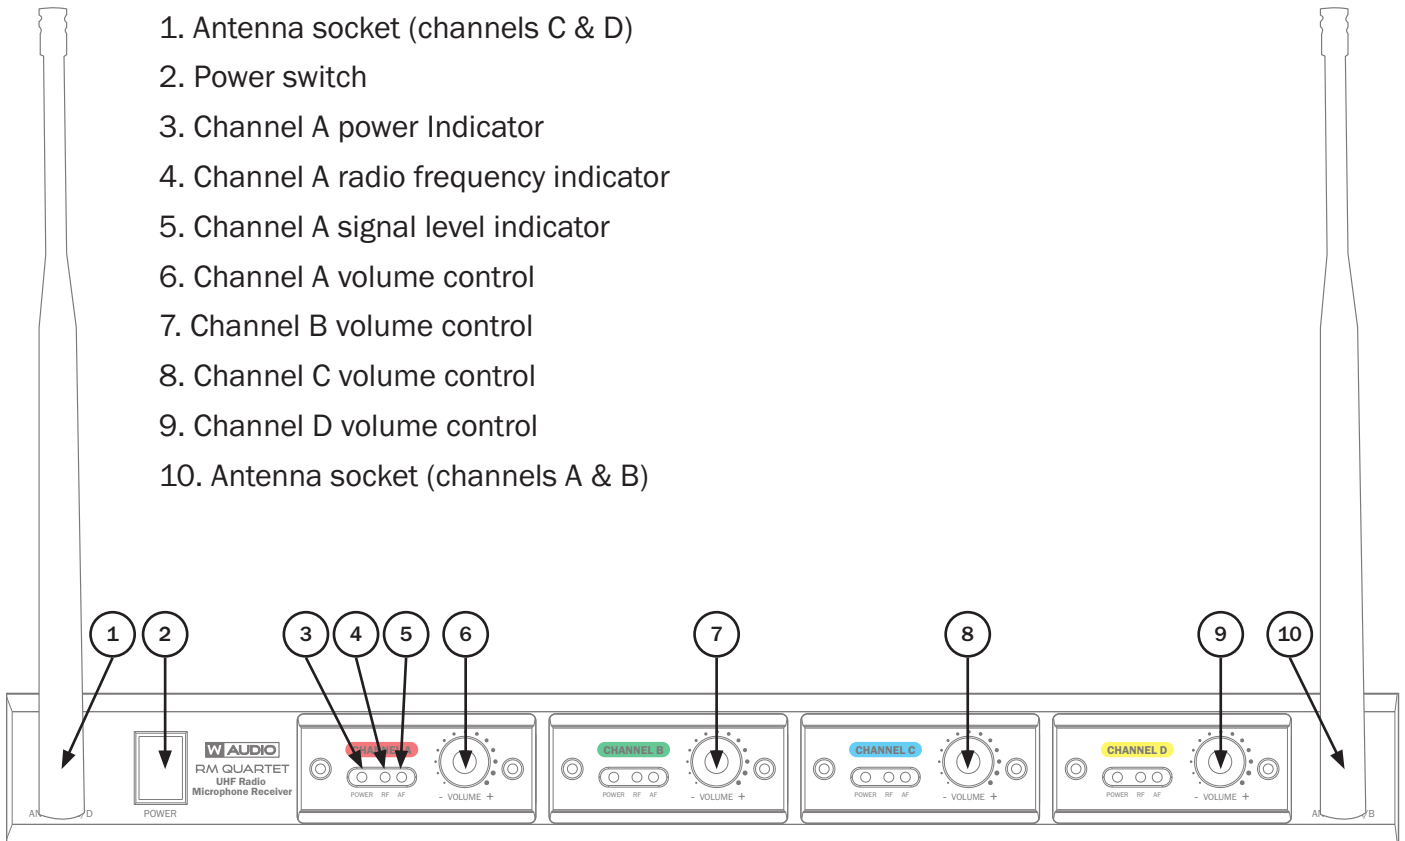 1. Antenna socket (channels C & D)
2. Power switch
3. Channel A power Indicator
4. Channel A radio frequency indicator
5. Channel A signal level indicator
6. Channel A volume control
7. Channel B volume control
8. Channel C volume control
9. Channel D volume control
10. Antenna socket (channels A & B)
1 2 3 4 5 6 7 8 9 10
W AUDIO
RM QUARTET
UHF Radio
Microphone Receiver
POWER
CHANNEL A
POWER RF AF
- VOLUME +
CHANNEL B
POWER RF AF
- VOLUME +
CHANNEL C
POWER RF AF
- VOLUME +
CHANNEL D
POWER RF AF
- VOLUME +